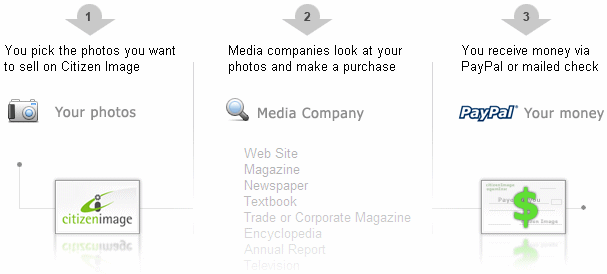 1
You pick the photos you want
to sell on Citizen Image
Your photos
citizenimage
2
Media companies look at your
photos and make a purchase
Media Company
Web Site
Magazine
Newspaper
Textbook
Trade or Corporate Magazine
Encyclopedia
Annual Report
Television
3
You receive money via
PayPal or mailed check
PayPal Your money
citizenimage
$